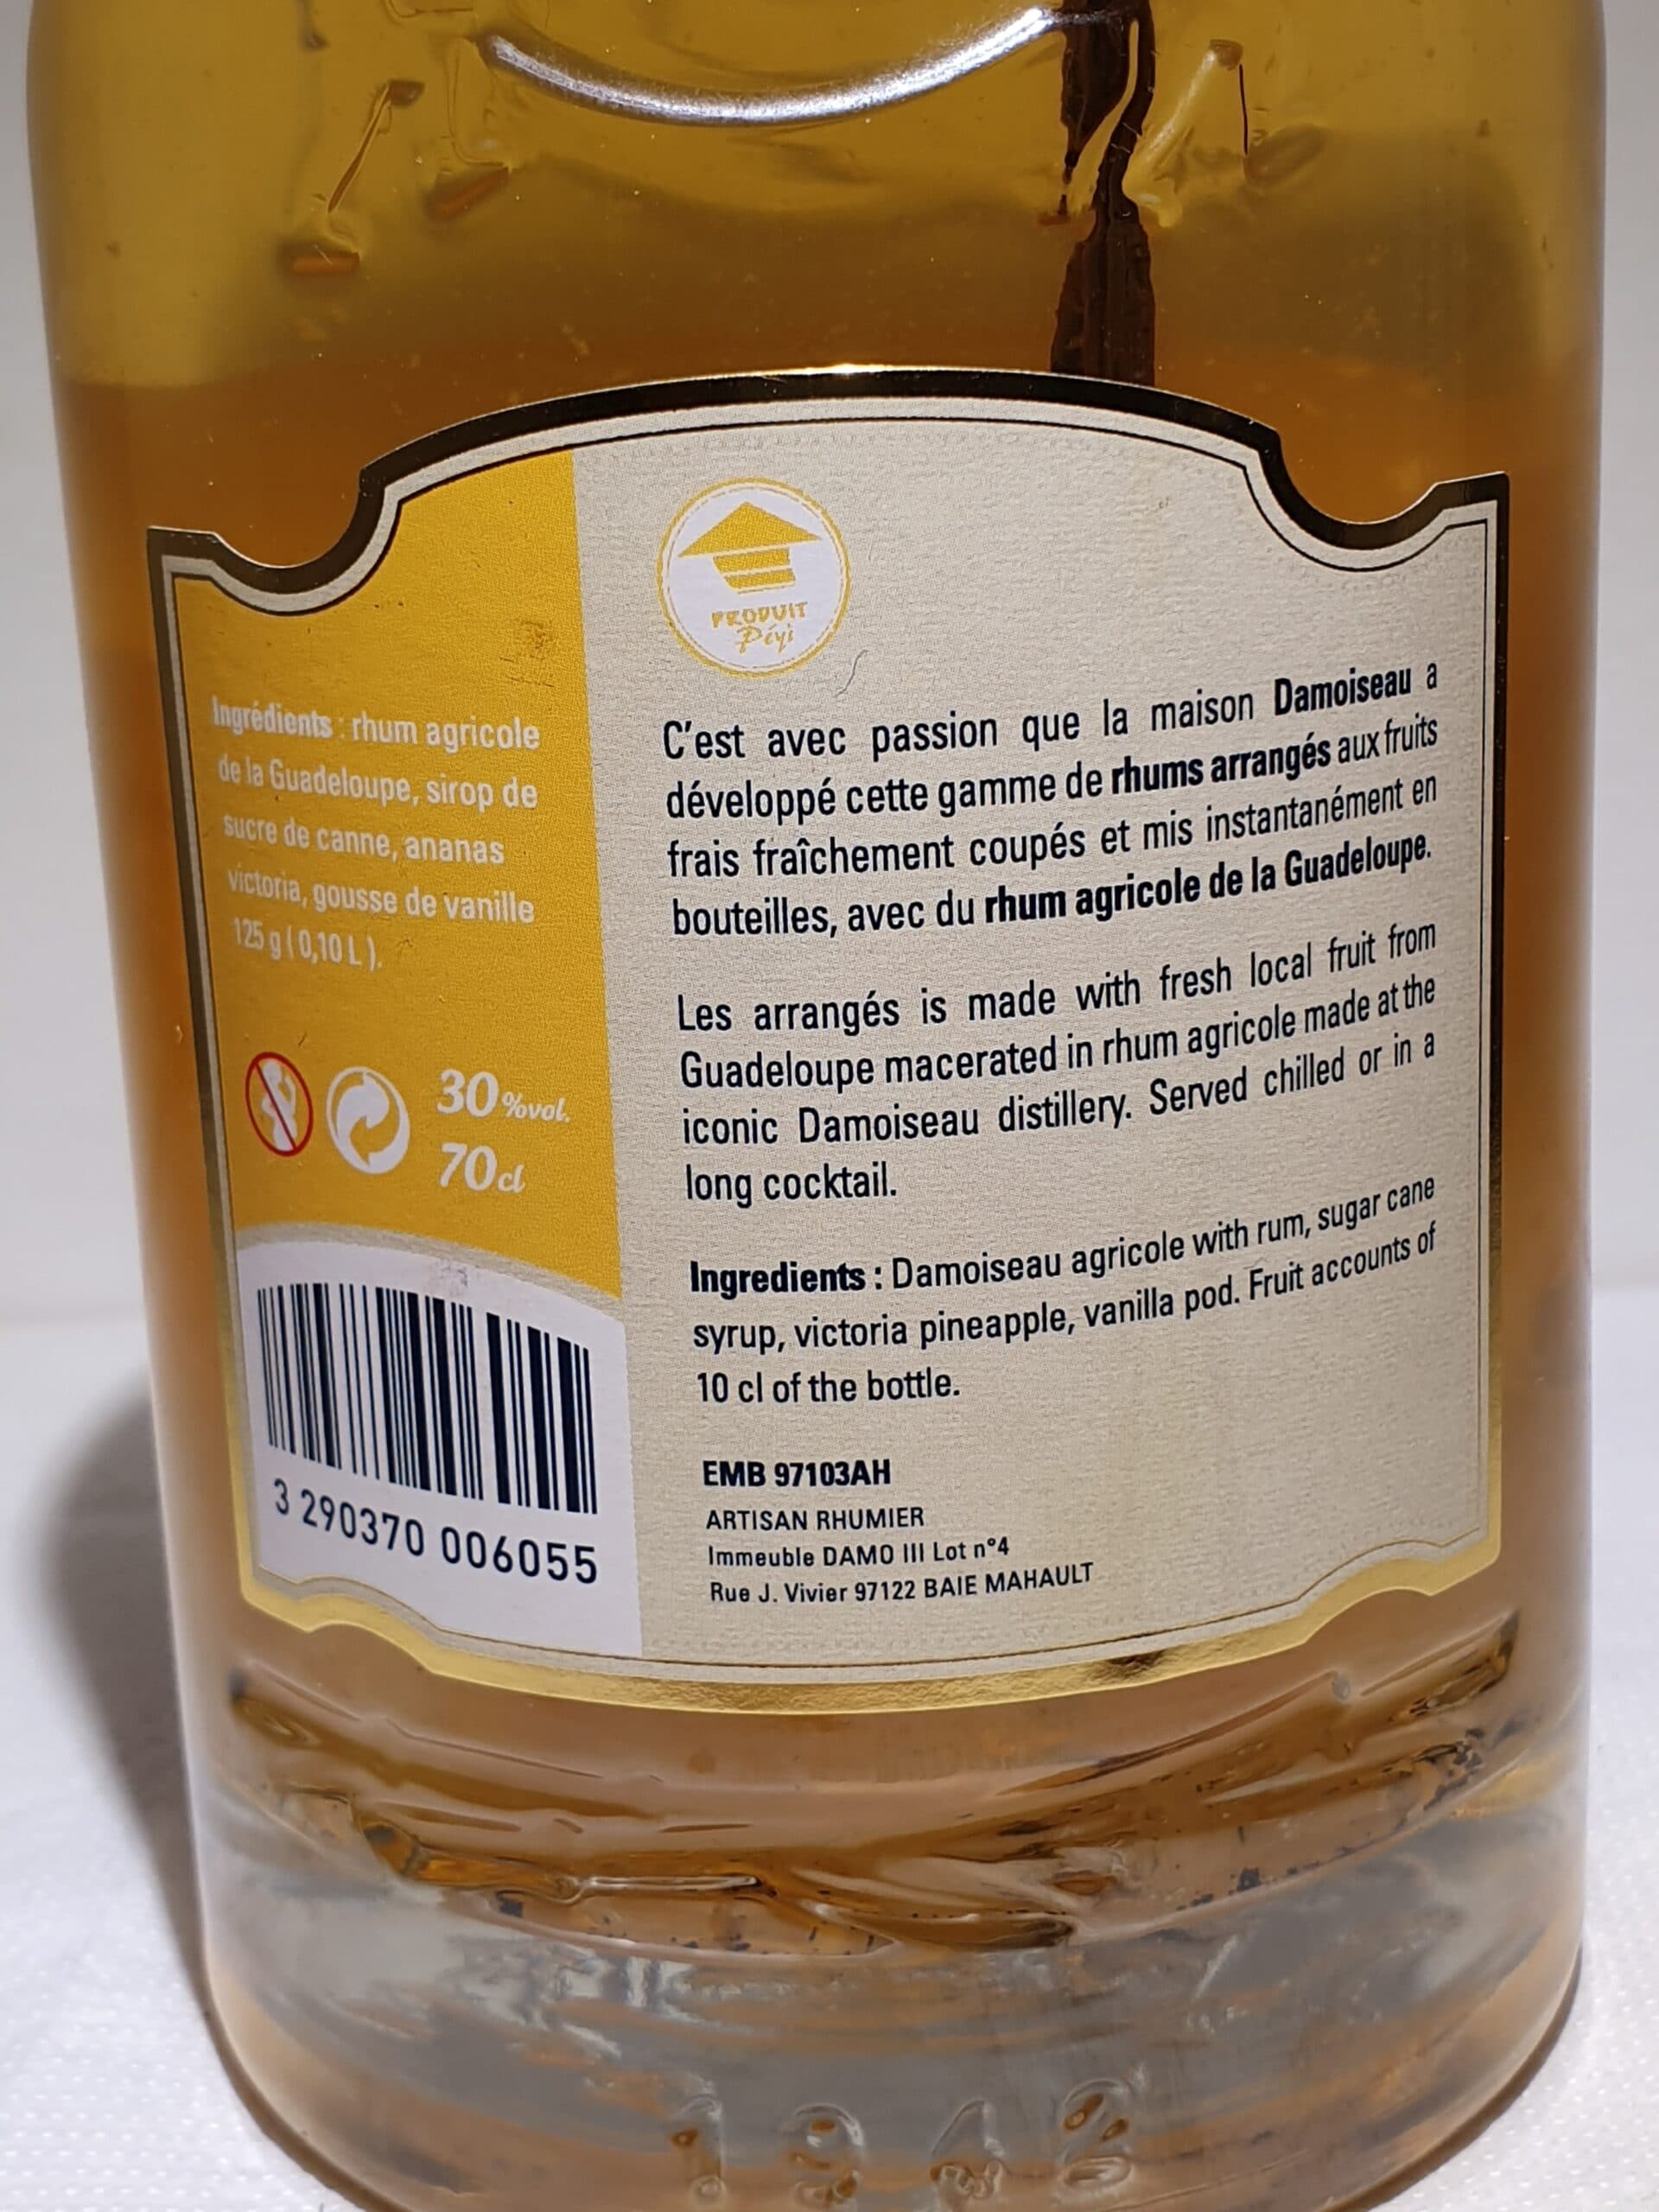 PRODUIT
Péyi
Ingrédients : rhum agricole
de la Guadeloupe, sirop de
sucre de canne, ananas
victoria, gousse de vanille
125 g ( 0,10 L ).
30 %vol.
70 cl
3 290370 006055
C'est avec passion que la maison Damoiseau a
développé cette gamme de rhums arrangés aux fruits
frais fraîchement coupés et mis instantanément en
bouteilles, avec du rhum agricole de la Guadeloupe.
Les arrangés is made with fresh local fruit from
Guadeloupe macerated in rhum agricole made at the
iconic Damoiseau distillery. Served chilled or in a
long cocktail.
Ingredients : Damoiseau agricole with rum, sugar cane
syrup, victoria pineapple, vanilla pod. Fruit accounts of
10 cl of the bottle.
EMB 97103AH
ARTISAN RHUMIER
Immeuble DAMO III Lot n°4
Rue J. Vivier 97122 BAIE MAHAULT
1942